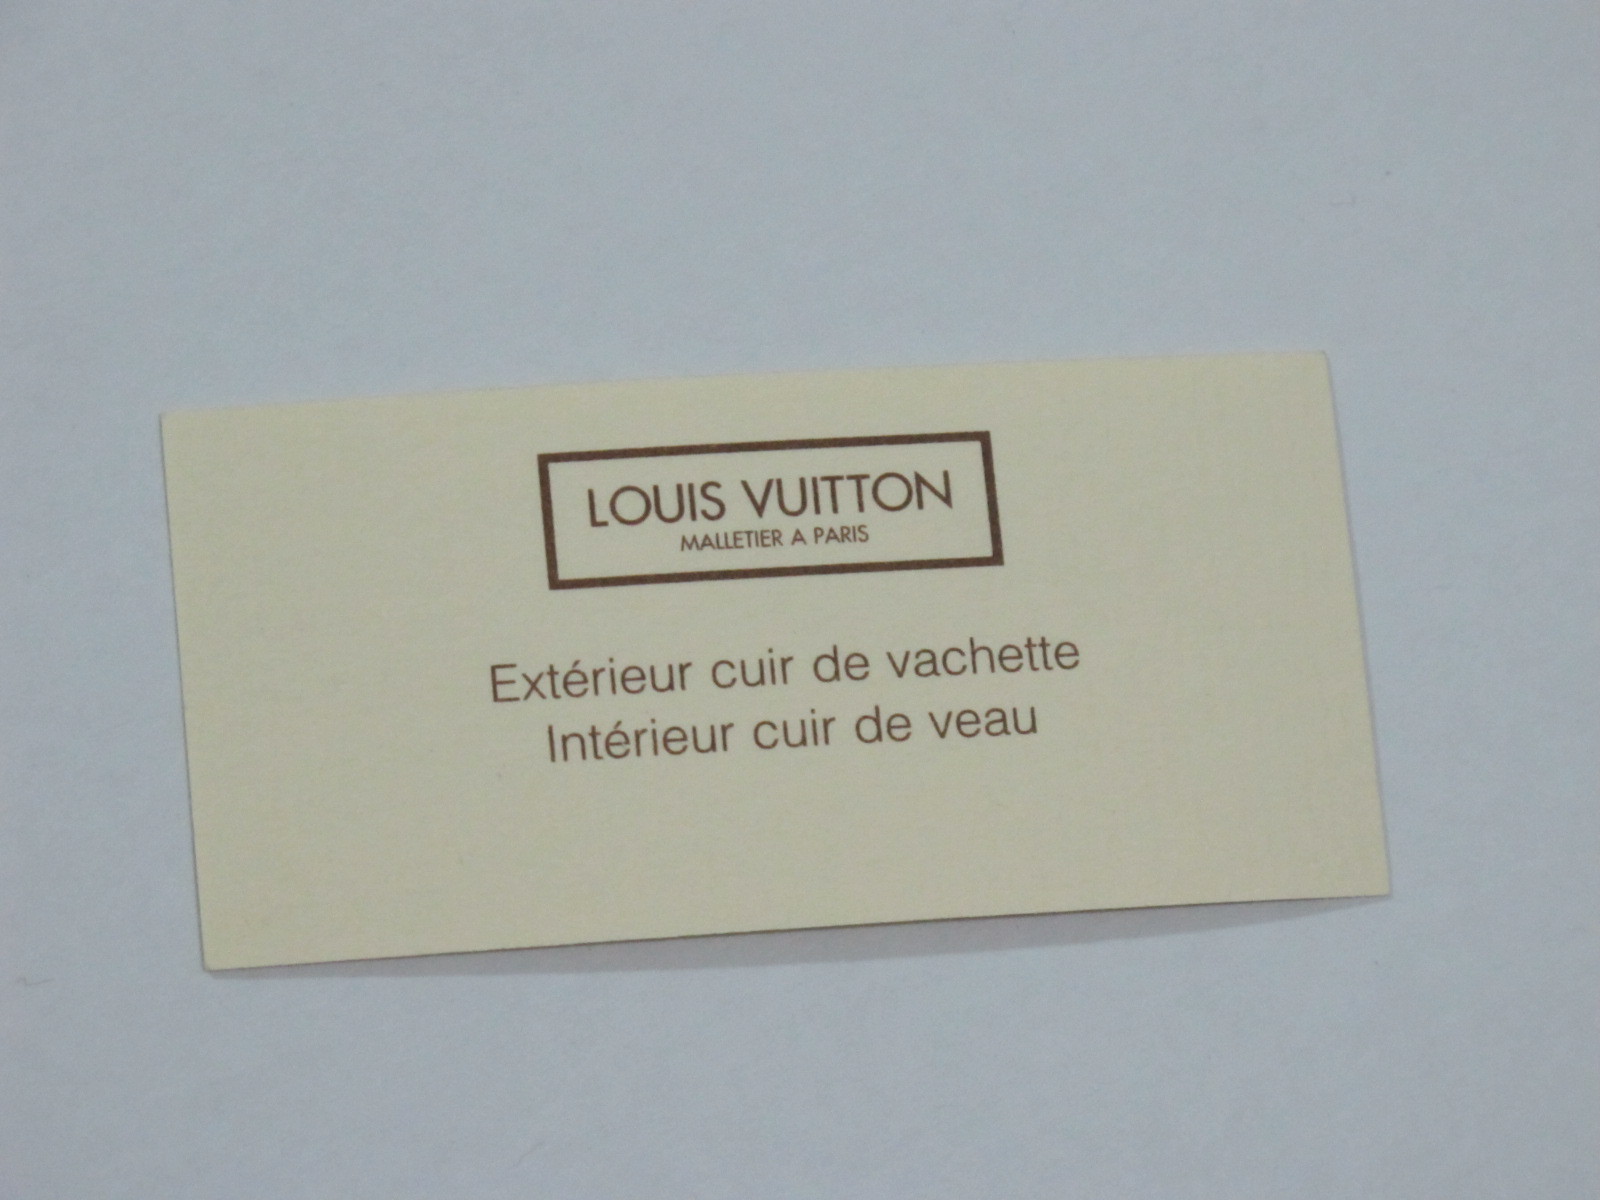 LOUIS VUITTON
MALLETIER A PARIS
Extérieur cuir de vachette
Intérieur cuir de veau